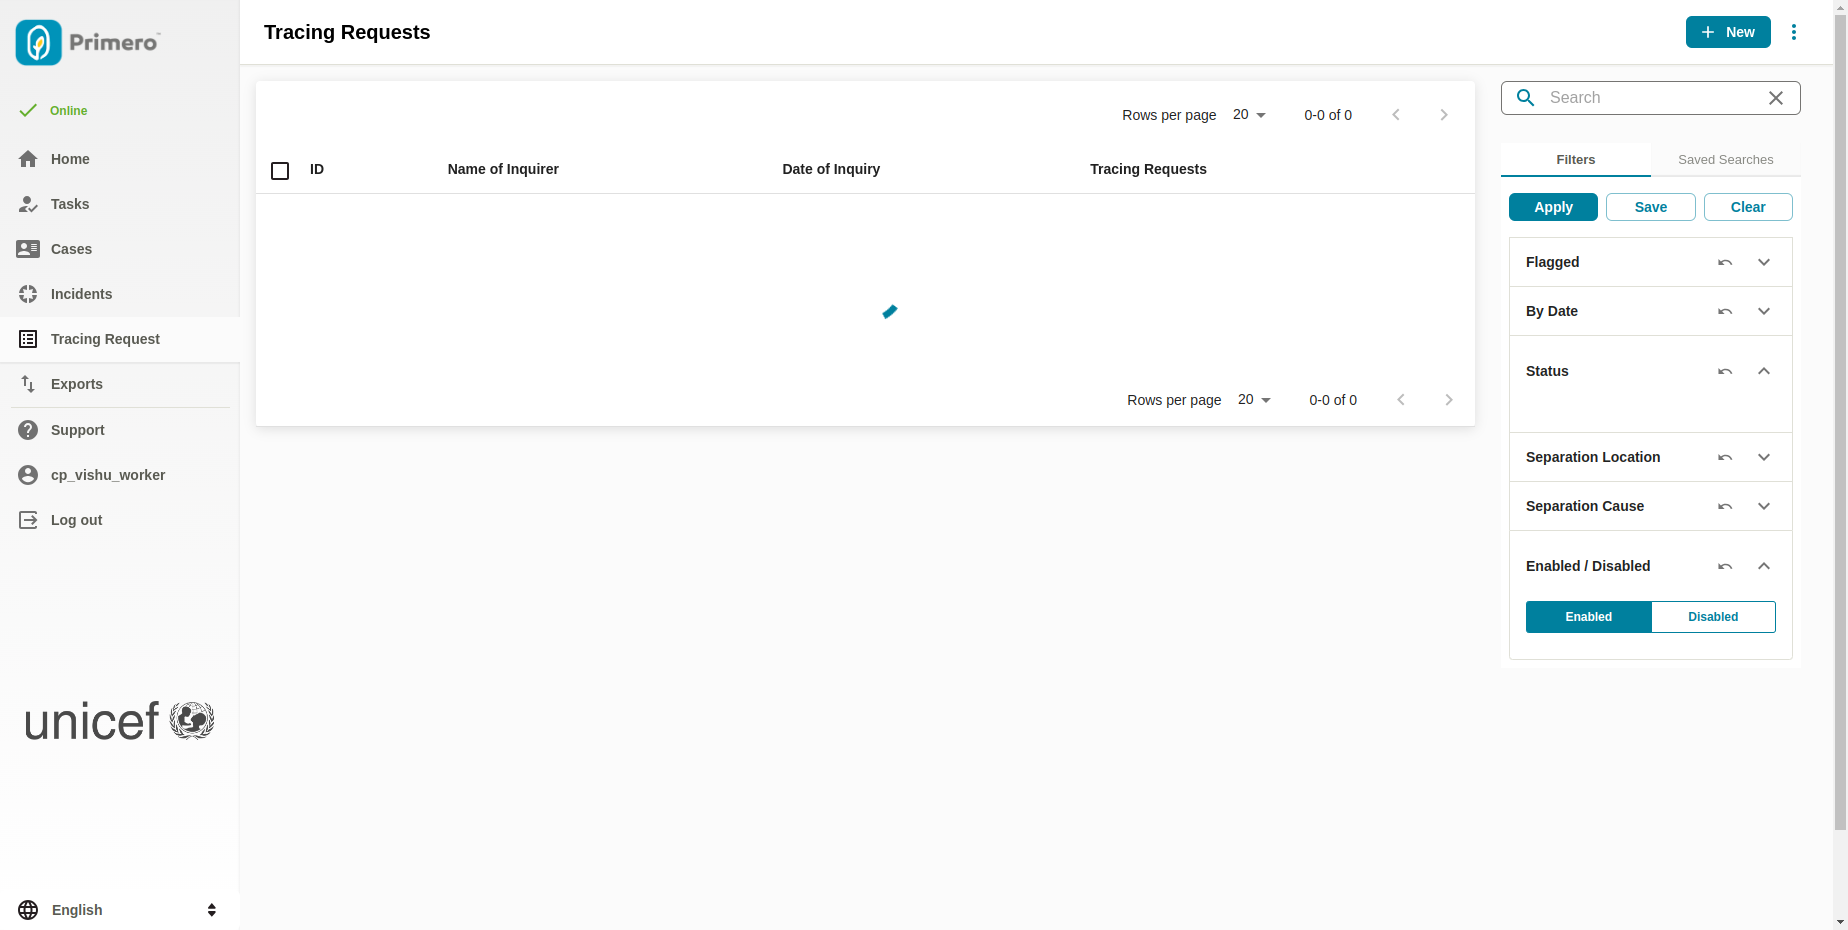 Primero™
Online
Home
Tasks
Cases
Incidents
Tracing Request
Exports
Support
cp_vishu_worker
Log out
unicef
English
Tracing Requests
New
Rows per page 20 0-0 of 0
ID Name of Inquirer Date of Inquiry Tracing Requests
Rows per page 20 0-0 of 0
Search
Filters Saved Searches
Apply Save Clear
Flagged
By Date
Status
Separation Location
Separation Cause
Enabled / Disabled
Enabled Disabled